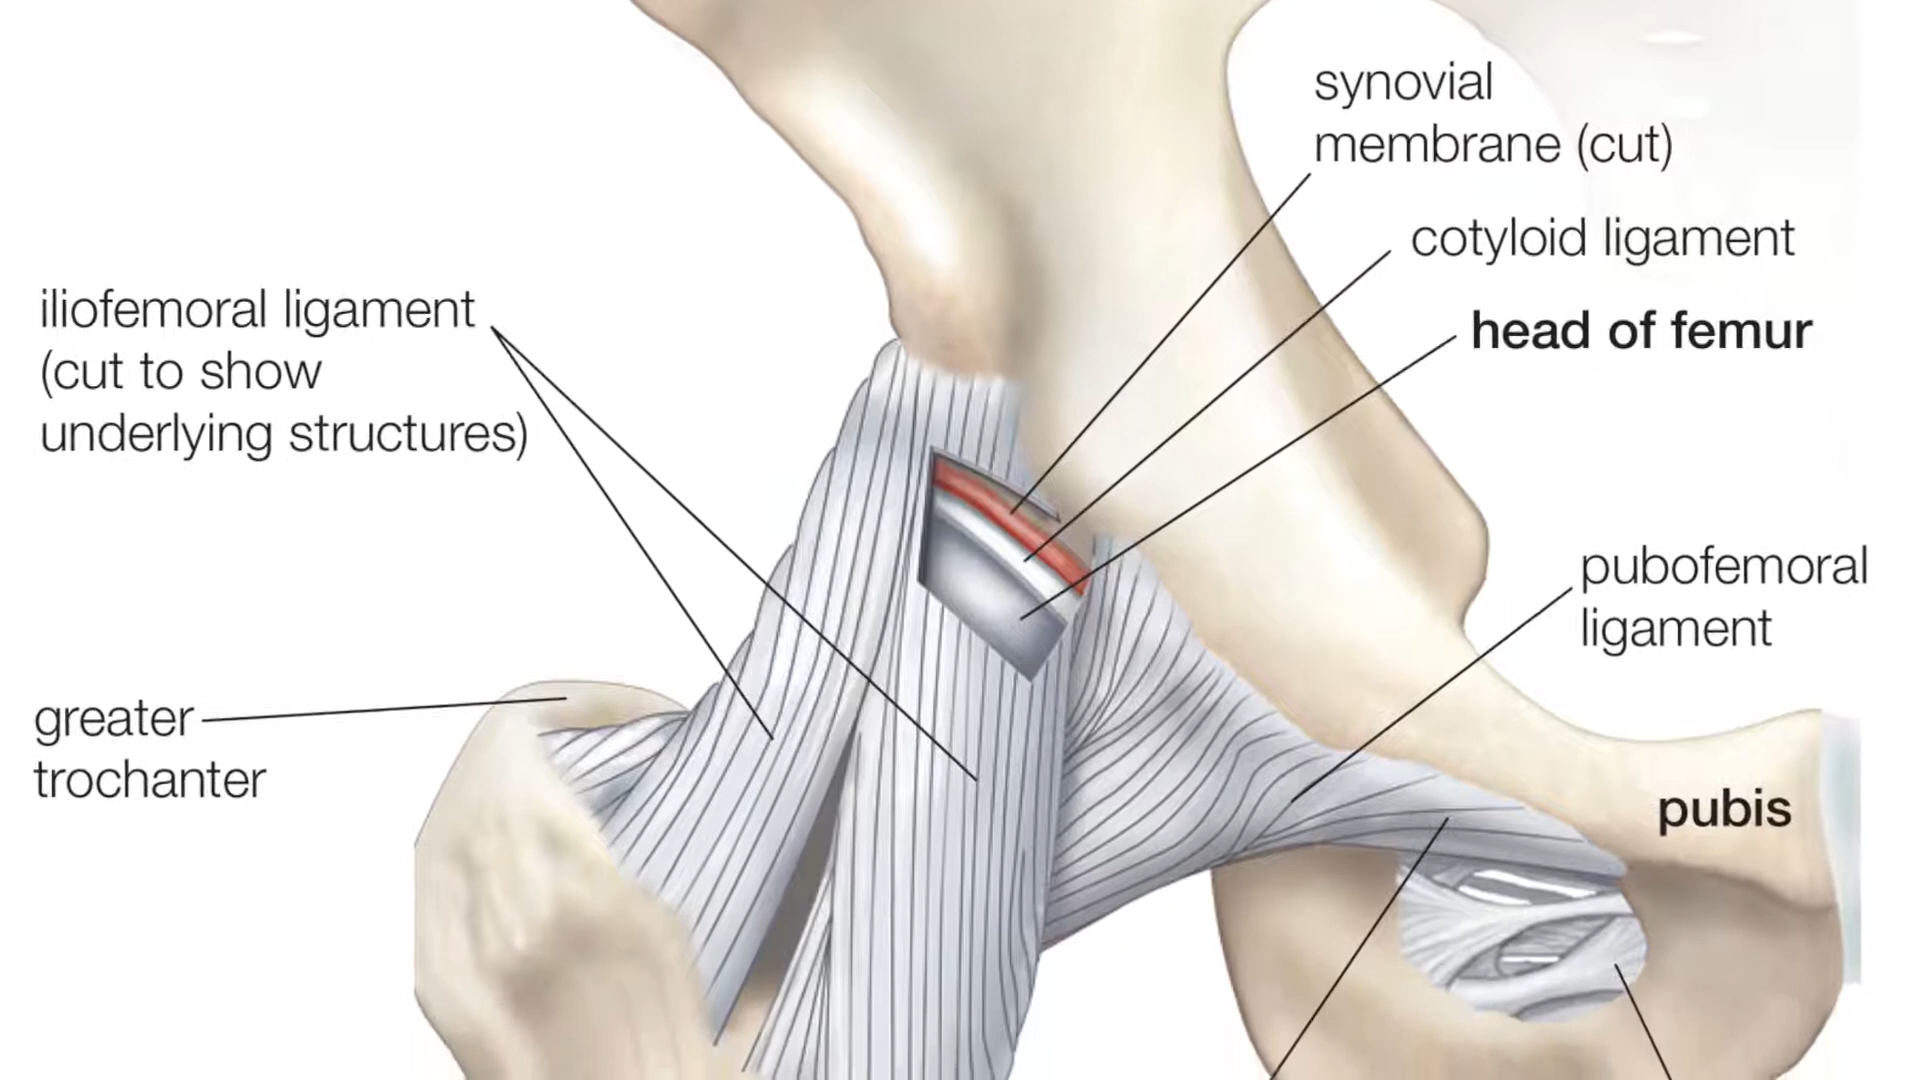 synovial
membrane (cut)
cotyloid ligament
head of femur
iliofemoral ligament
(cut to show
underlying structures)
pubofemoral
ligament
greater
trochanter
pubis